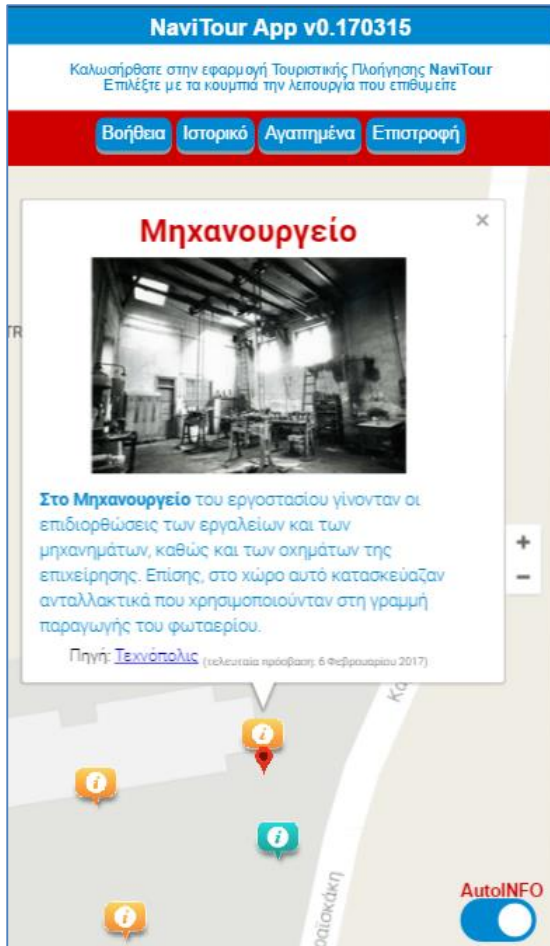 NaviTour App v0.170315
Καλωσήρθατε στην εφαρμογή Τουριστικής Πλοήγησης NaviTour
Επιλέξτε με τα κουμπιά την λειτουργία που επιθυμείτε
Βοήθεια Ιστορικό Αγαπημένα Επιστροφή
Μηχανουργείο ×
TR
Στο Μηχανουργείο του εργοστασίου γίνονταν οι
επιδιορθώσεις των εργαλείων και των
μηχανημάτων, καθώς και των οχημάτων της
επιχείρησης. Επίσης, στο χώρο αυτό κατασκεύαζαν
ανταλλακτικά που χρησιμοποιούνταν στη γραμμή
παραγωγής του φωταερίου.
Πηγή: Τεχνόπολις (τελευταία πρόσβαση: 6 Φεβρουαρίου 2017)
+
−
Κα
ραϊσκάκη
AutoINFO